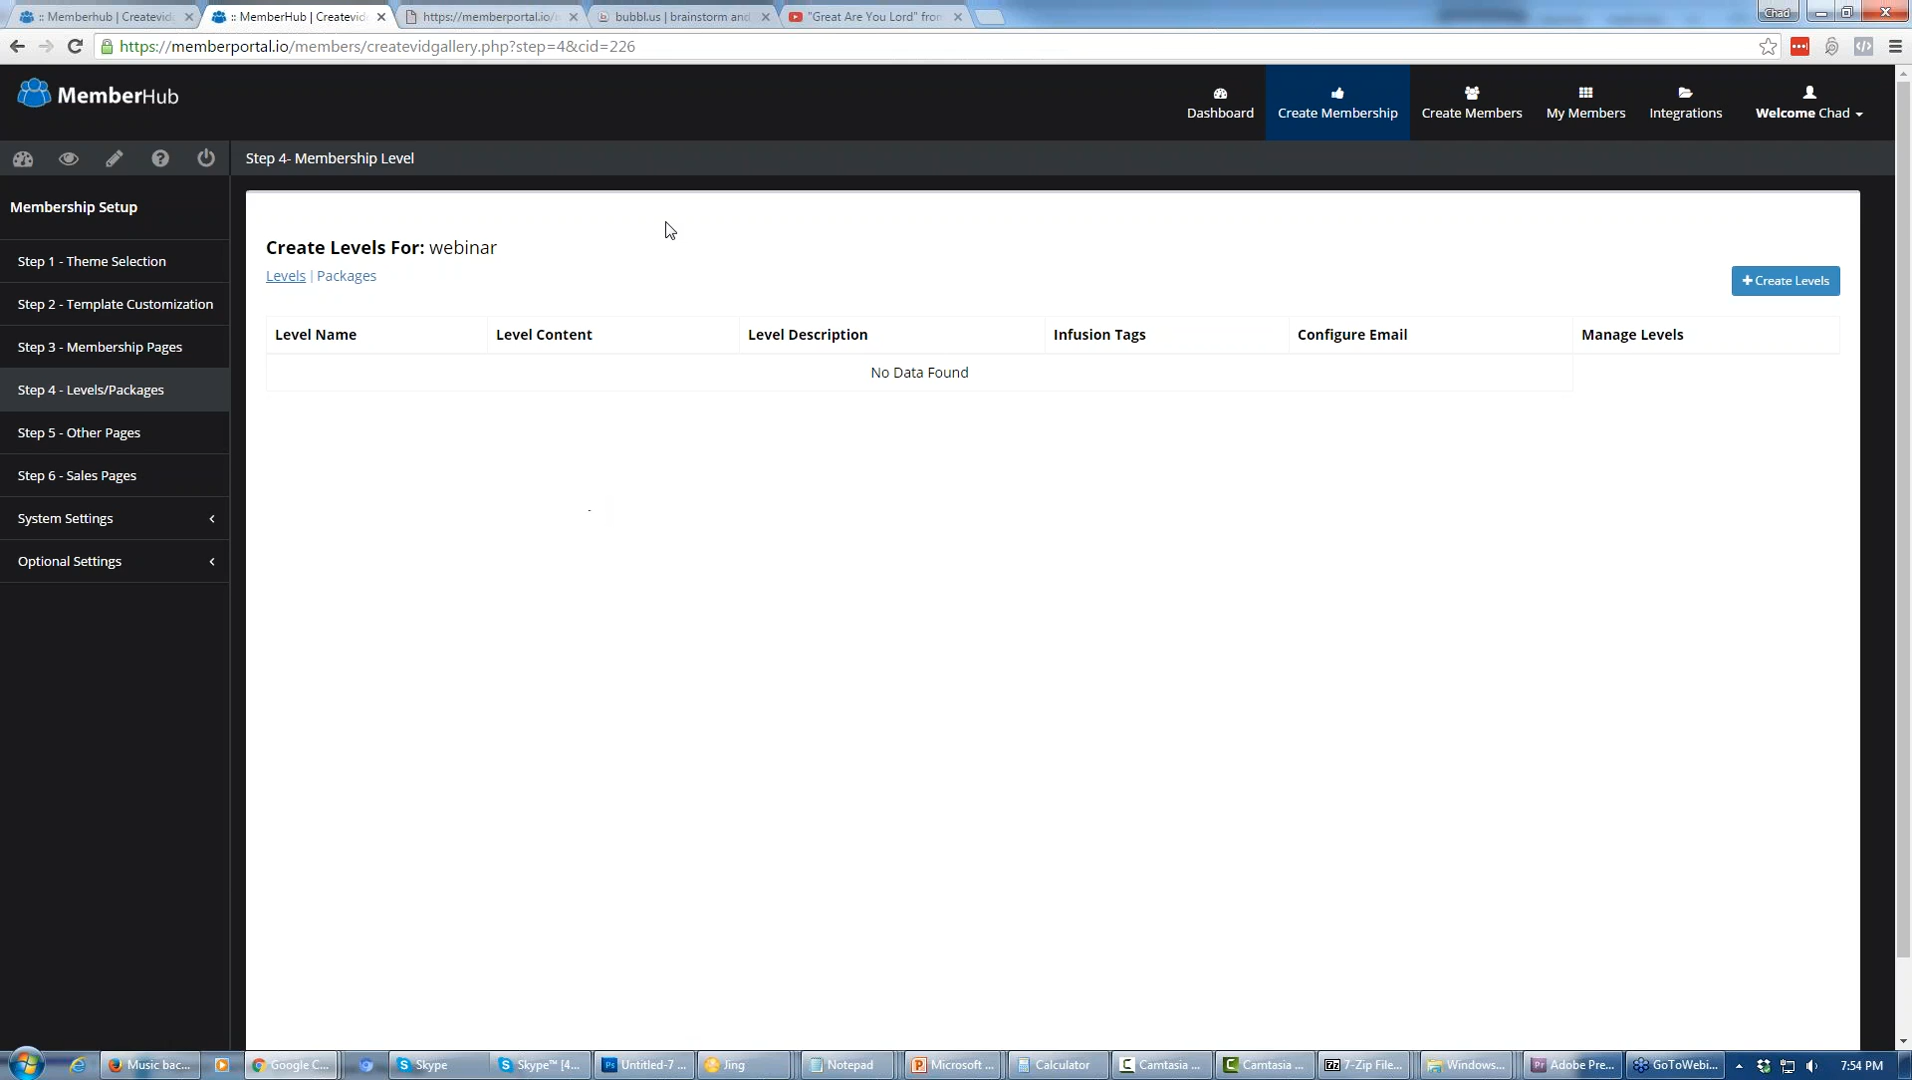 :: MemberHub | Createvid
:: MemberHub | Createvid
https://memberportal.io/
bubbl.us | brainstorm and
"Great Are You Lord" from
Chad
https://memberportal.io/members/createvidgallery.php?step=4&cid=226
MemberHub
Dashboard
Create Membership
Create Members
My Members
Integrations
Welcome Chad
Step 4- Membership Level
Membership Setup
Step 1 - Theme Selection
Step 2 - Template Customization
Step 3 - Membership Pages
Step 4 - Levels/Packages
Step 5 - Other Pages
Step 6 - Sales Pages
System Settings
Optional Settings
Create Levels For: webinar
Levels | Packages
+ Create Levels
Level Name
Level Content
Level Description
Infusion Tags
Configure Email
Manage Levels
No Data Found
Music bac...
Google C...
Skype
Skype™ [4...
Untitled-7 ...
Jing
Notepad
Microsoft ...
Calculator
Camtasia ...
Camtasia ...
7-Zip File...
Windows...
Adobe Pre...
GoToWebi...
7:54 PM